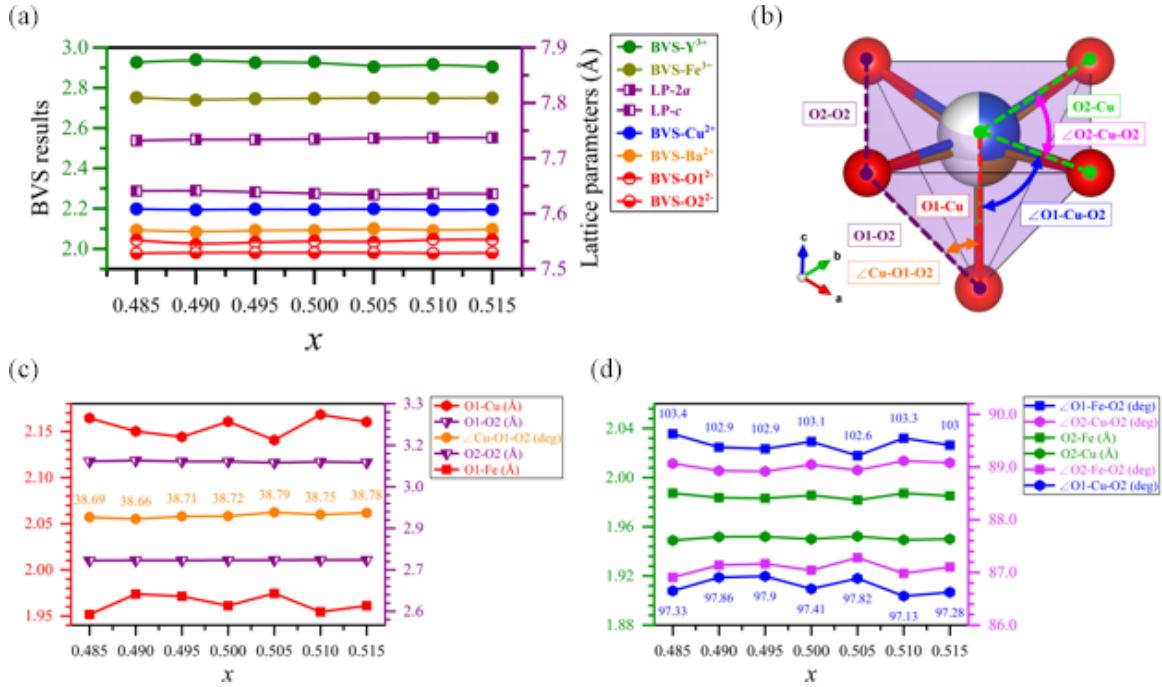 (a)
3.0
2.9
2.8
2.7
2.6
2.5
2.4
2.3
2.2
2.1
2.0
BVS results
7.9
7.8
7.7
7.6
7.5
Lattice parameters (Å)
0.485 0.490 0.495 0.500 0.505 0.510 0.515
x
BVS-Y3+
BVS-Fe3+
LP-2a
LP-c
BVS-Cu2+
BVS-Ba2+
BVS-O12-
BVS-O22-
(b)
O2-O2
O2-Cu
∠O2-Cu-O2
O1-Cu
∠O1-Cu-O2
O1-O2
∠Cu-O1-O2
c
b
a
(c)
2.15
2.10
2.05
2.00
1.95
38.69 38.66 38.71 38.72 38.79 38.75 38.78
3.3
3.2
3.0
2.9
2.7
2.6
0.485 0.490 0.495 0.500 0.505 0.510 0.515
x
O1-Cu (Å)
O1-O2 (Å)
∠Cu-O1-O2 (deg)
O2-O2 (Å)
O1-Fe (Å)
(d)
2.04
2.00
1.96
1.92
1.88
103.4 102.9 102.9 103.1 102.6 103.3 103
97.33 97.86 97.9 97.41 97.82 97.13 97.28
90.0
89.0
88.0
87.0
86.0
0.485 0.490 0.495 0.500 0.505 0.510 0.515
x
∠O1-Fe-O2 (deg)
∠O2-Cu-O2 (deg)
O2-Fe (Å)
O2-Cu (Å)
∠O2-Fe-O2 (deg)
∠O1-Cu-O2 (deg)